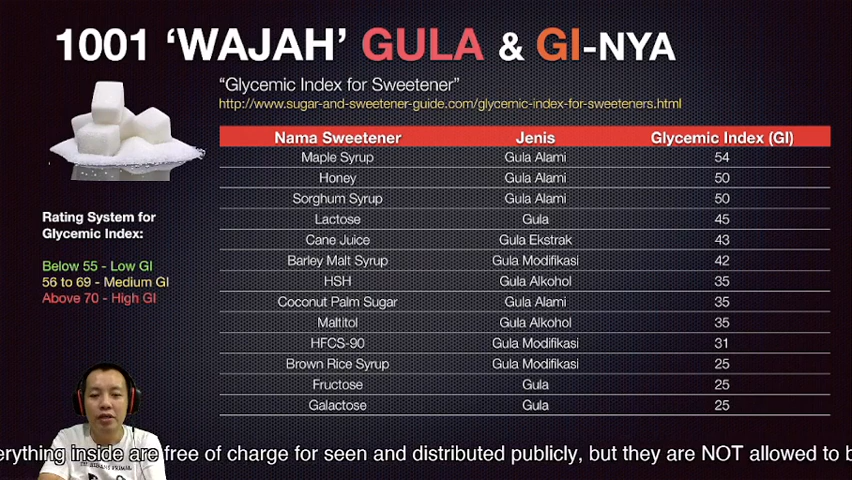 1001 ‘WAJAH’ GULA & GI-NYA
“Glycemic Index for Sweetener”
http://www.sugar-and-sweetener-guide.com/glycemic-index-for-sweeteners.html
Nama Sweetener Jenis Glycemic Index (GI)
Maple Syrup Gula Alami 54
Honey Gula Alami 50
Sorghum Syrup Gula Alami 50
Lactose Gula 45
Cane Juice Gula Ekstrak 43
Barley Malt Syrup Gula Modifikasi 42
HSH Gula Alkohol 35
Coconut Palm Sugar Gula Alami 35
Maltitol Gula Alkohol 35
HFCS-90 Gula Modifikasi 31
Brown Rice Syrup Gula Modifikasi 25
Fructose Gula 25
Galactose Gula 25
Rating System for
Glycemic Index:
Below 55 - Low GI
56 to 69 - Medium GI
Above 70 - High GI
erything inside are free of charge for seen and distributed publicly, but they are NOT allowed to b